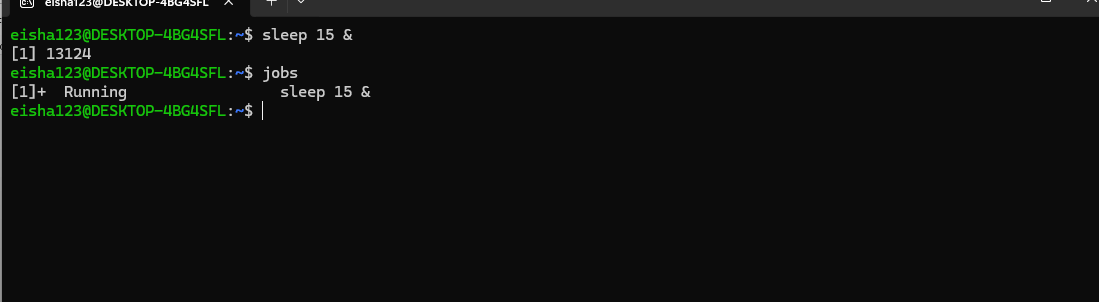 eisha123@DESKTOP-4BG4SFL
eisha123@DESKTOP-4BG4SFL:~$ sleep 15 &
[1] 13124
eisha123@DESKTOP-4BG4SFL:~$ jobs
[1]+  Running                 sleep 15 &
eisha123@DESKTOP-4BG4SFL:~$